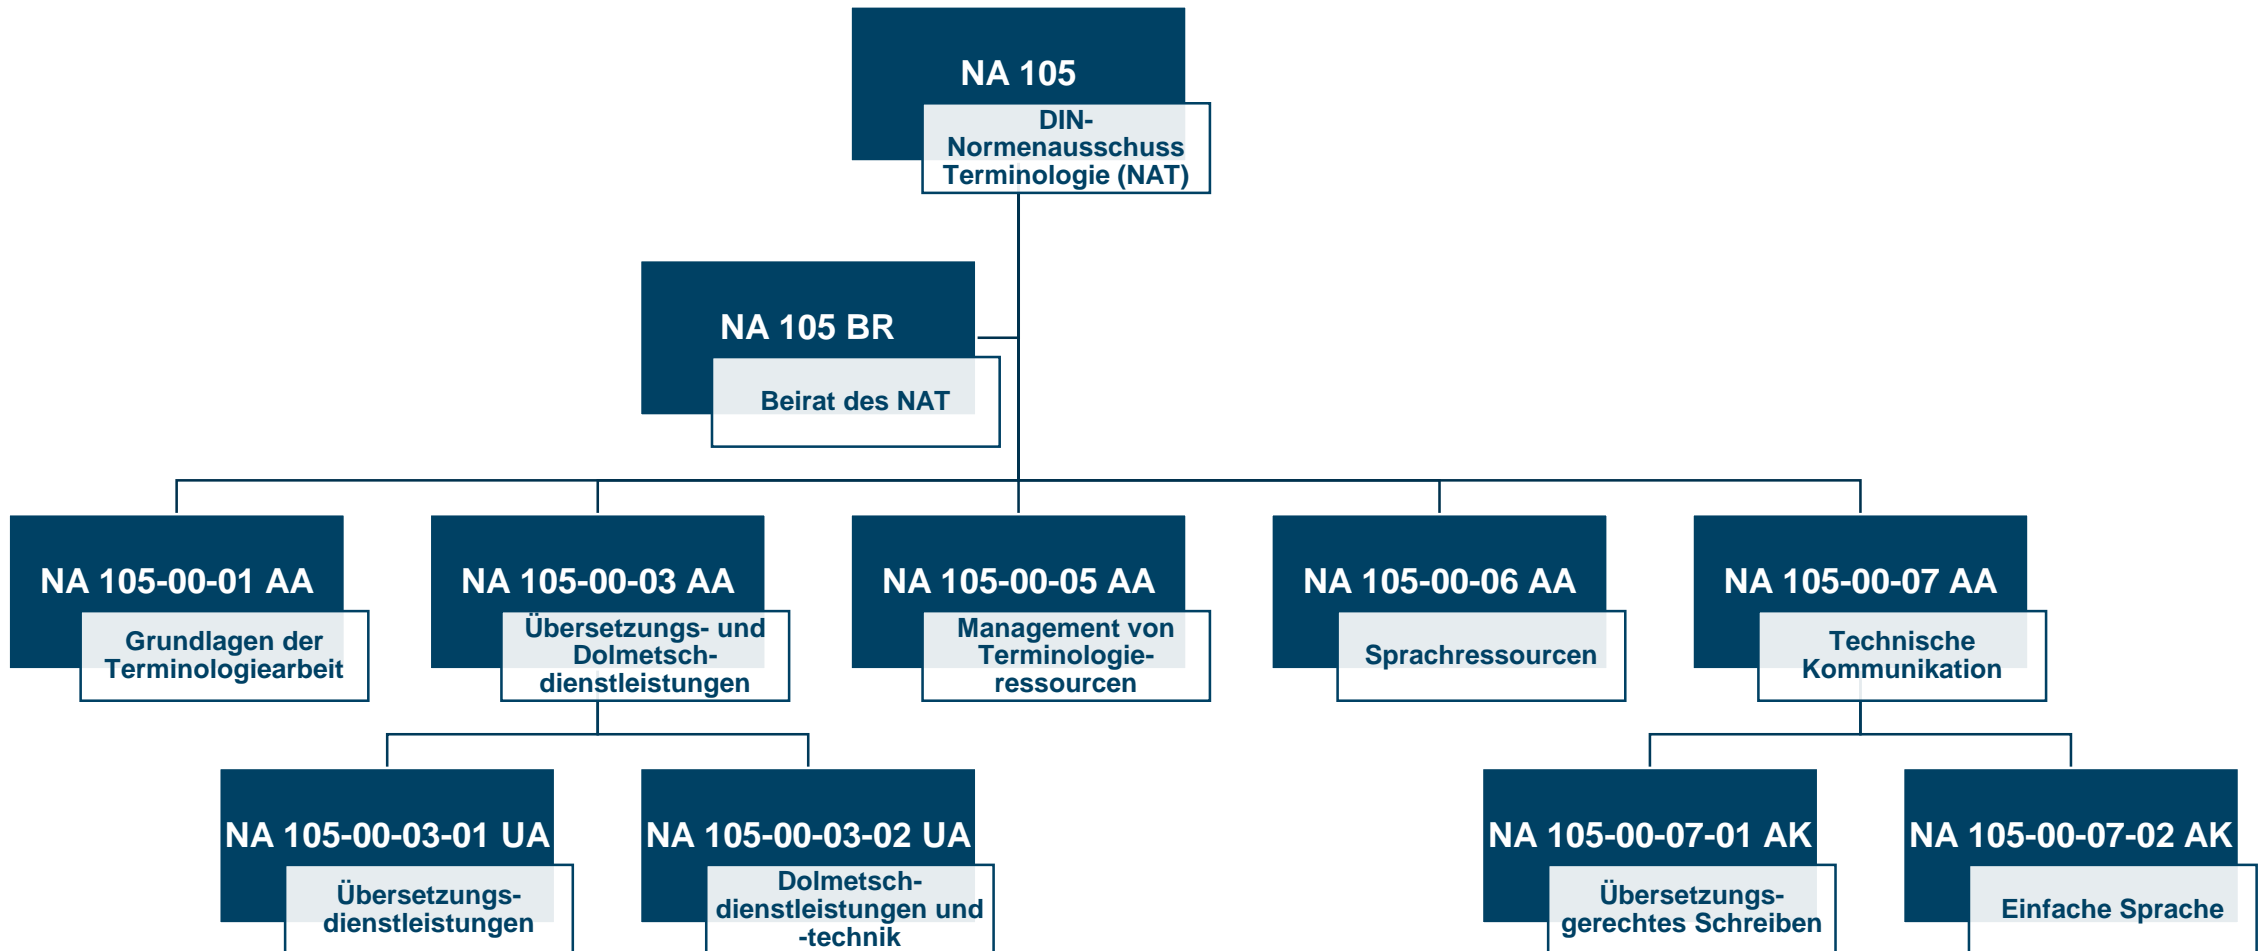 NA 105
DIN-
Normenausschuss
Terminologie (NAT)
NA 105 BR
Beirat des NAT
NA 105-00-01 AA
Grundlagen der
Terminologiearbeit
NA 105-00-03 AA
Übersetzungs- und
Dolmetsch-
dienstleistungen
NA 105-00-05 AA
Management von
Terminologie-
ressourcen
NA 105-00-06 AA
Sprachressourcen
NA 105-00-07 AA
Technische
Kommunikation
NA 105-00-03-01 UA
Übersetzungs-
dienstleistungen
NA 105-00-03-02 UA
Dolmetsch-
dienstleistungen und
-technik
NA 105-00-07-01 AK
Übersetzungs-
gerechtes Schreiben
NA 105-00-07-02 AK
Einfache Sprache